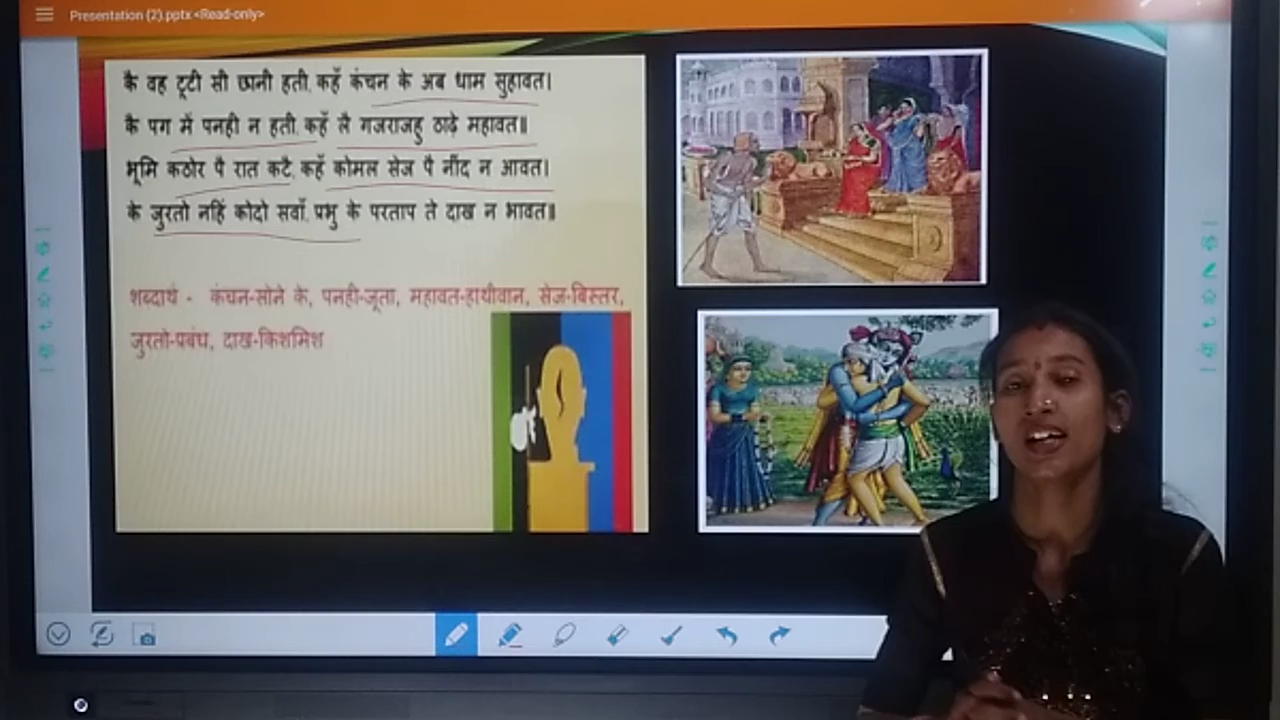 Presentation (2).pptx <Read-only>
कै वह टूटी सी छानी हती, कहँ कंचन के अब धाम सुहावत।
कै पग में पनही न हती, कहँ लै गजराजहु ठाढ़े महावत॥
भूमि कठोर पै रात कटै, कहँ कोमल सेज पै नींद न आवत।
के जुरतो नहिं कोदो सवाँ, प्रभु के परताप ते दाख न भावत॥
शब्दार्थ - कंचन-सोने के, पनही-जूता, महावत-हाथीवान, सेज-बिस्तर,
जुरतो-प्रबंध, दाख-किशमिश